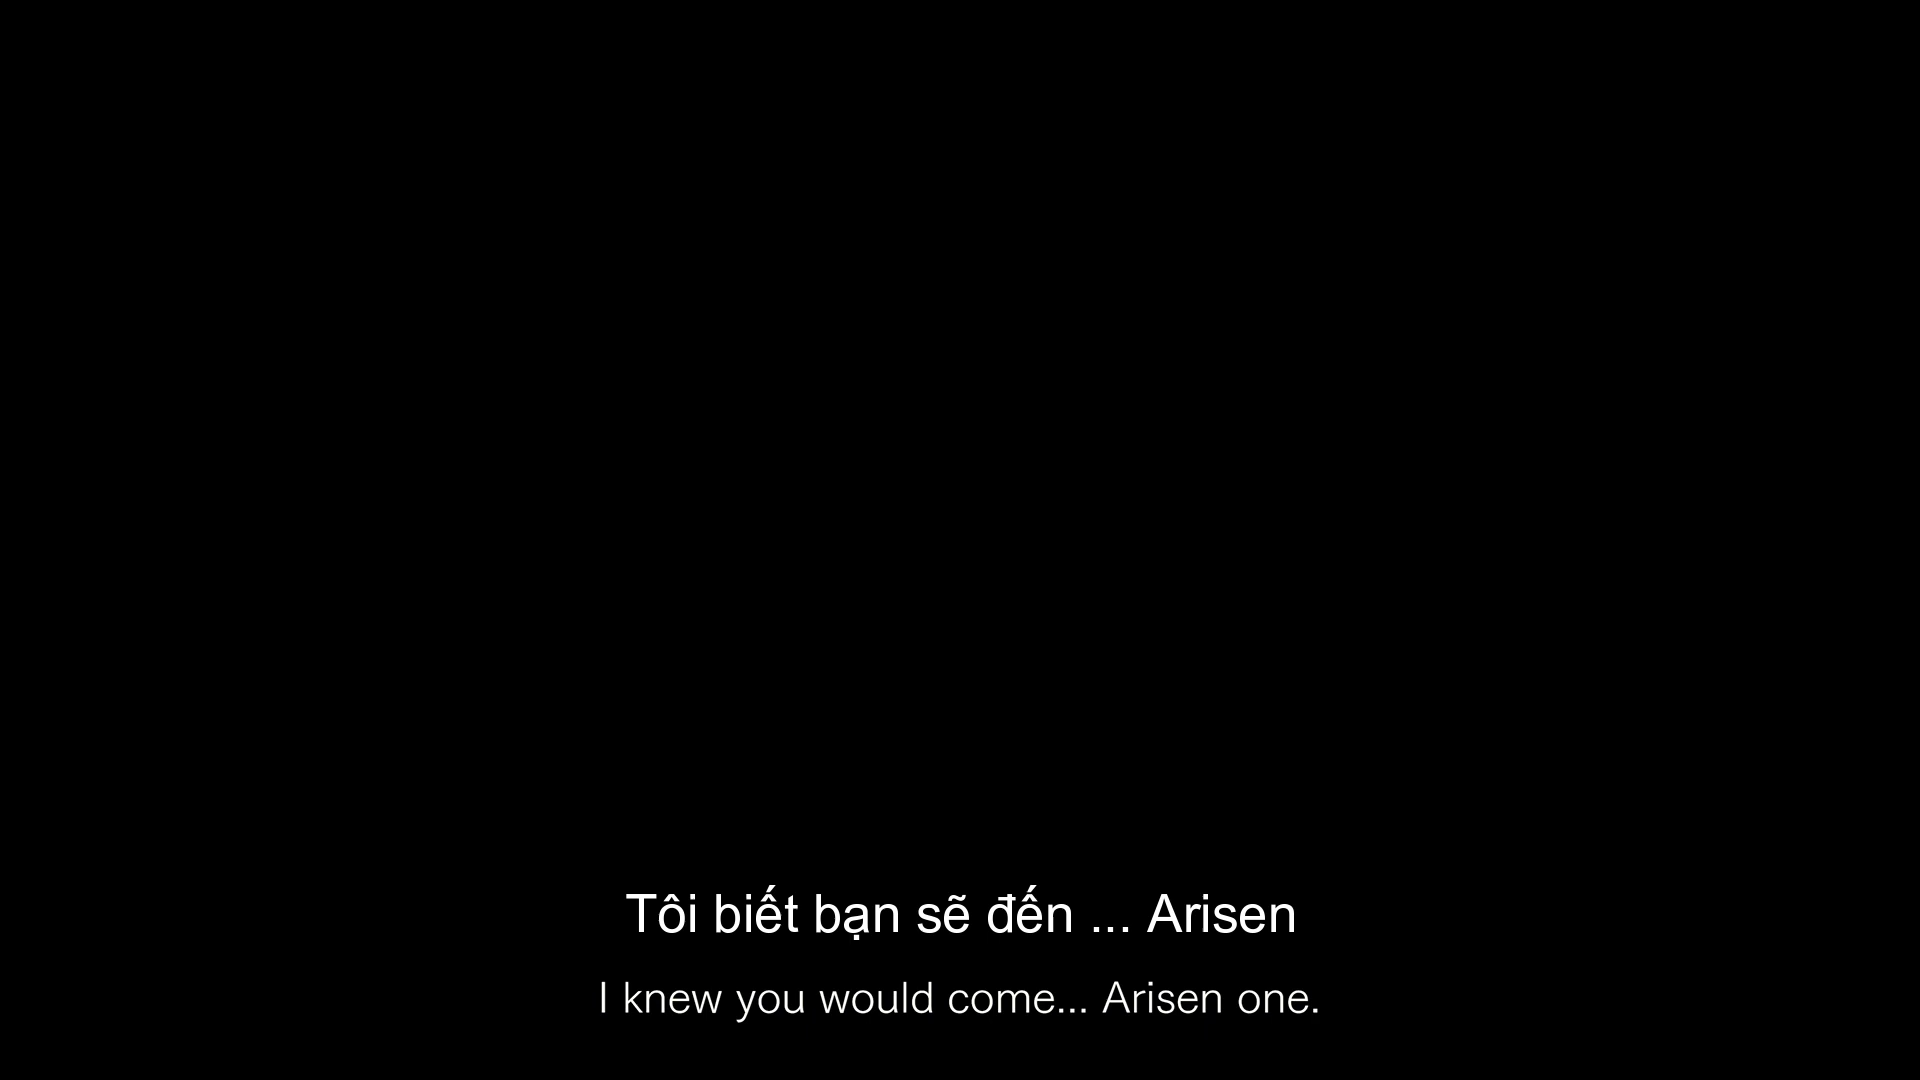 Tôi biết bạn sẽ đến ... Arisen
I knew you would come... Arisen one.